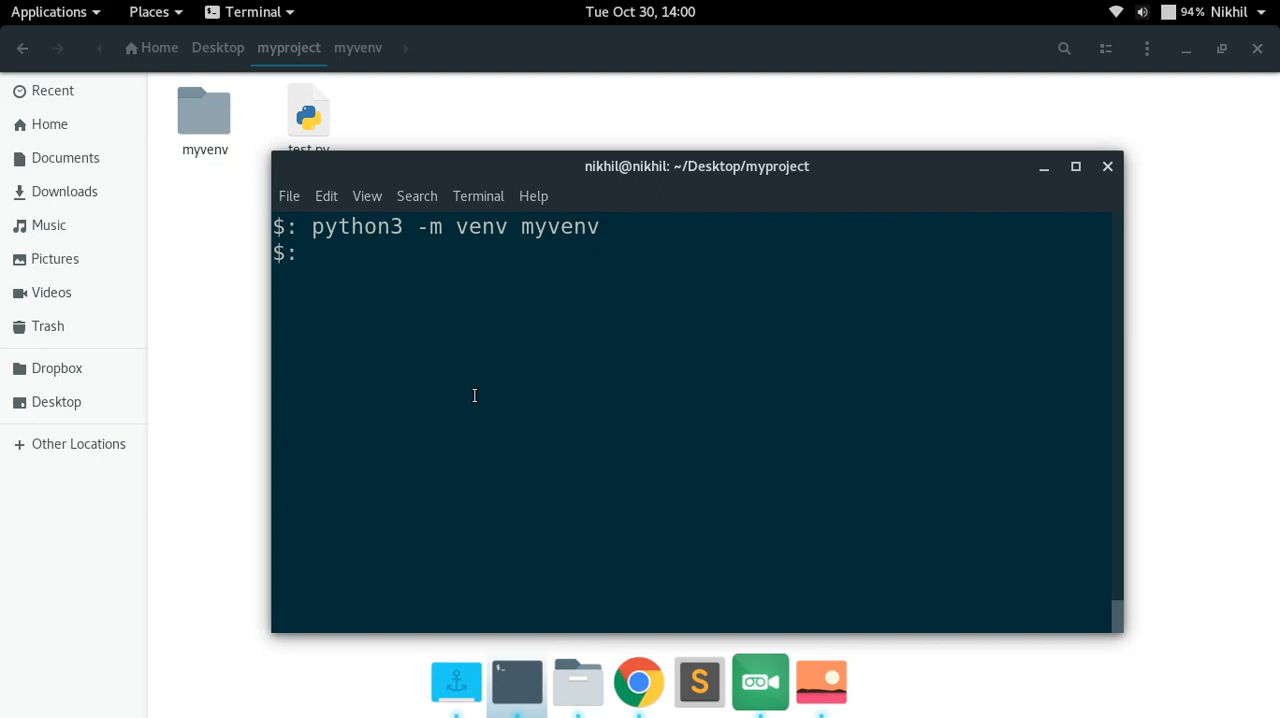 Applications Places Terminal Tue Oct 30, 14:00 94% Nikhil
Home Desktop myproject myvenv
Recent
Home
Documents
Downloads
Music
Pictures
Videos
Trash
Dropbox
Desktop
Other Locations
myvenv test.py
nikhil@nikhil: ~/Desktop/myproject
File Edit View Search Terminal Help
$: python3 -m venv myvenv
$:
$_
S